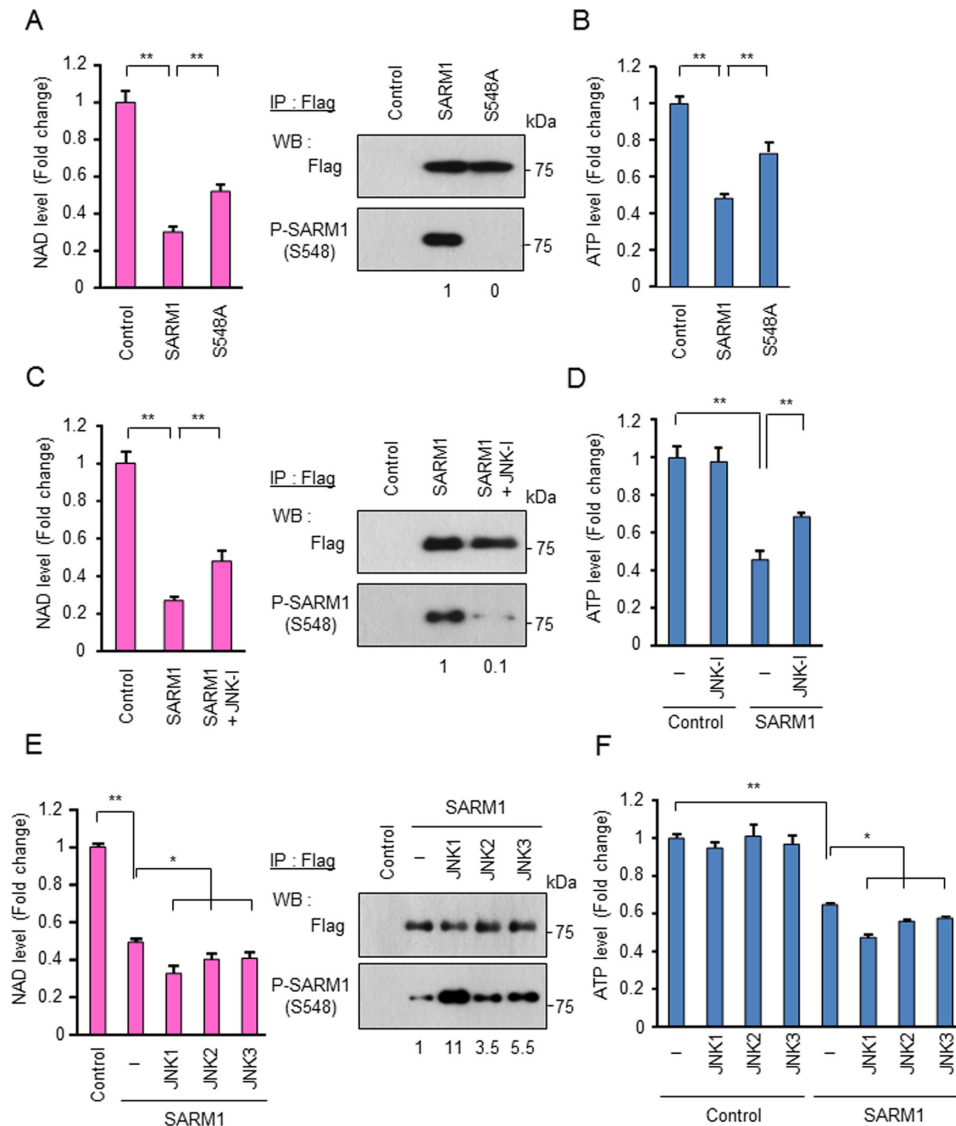 A
NAD level (Fold change)
1.2
1
0.8
0.6
0.4
0.2
0
** **
Control
SARM1
S548A
IP : Flag
WB :
Control
SARM1
S548A
kDa
Flag
75
P-SARM1
(S548)
75
1 0
B
ATP level (Fold change)
1.2
1
0.8
0.6
0.4
0.2
0
** **
Control
SARM1
S548A
C
NAD level (Fold change)
1.2
1
0.8
0.6
0.4
0.2
0
** **
Control
SARM1
SARM1
+ JNK-I
IP : Flag
WB :
Control
SARM1
SARM1
+ JNK-I
kDa
Flag
75
P-SARM1
(S548)
75
1 0.1
D
ATP level (Fold change)
1.2
1
0.8
0.6
0.4
0.2
0
** **
–
JNK-I
–
JNK-I
Control SARM1
E
NAD level (Fold change)
1.2
1
0.8
0.6
0.4
0.2
0
**
*
Control
–
JNK1
JNK2
JNK3
SARM1
IP : Flag
WB :
SARM1
Control
–
JNK1
JNK2
JNK3
kDa
Flag
75
P-SARM1
(S548)
75
1 11 3.5 5.5
F
ATP level (Fold change)
1.2
1
0.8
0.6
0.4
0.2
0
**
*
–
JNK1
JNK2
JNK3
–
JNK1
JNK2
JNK3
Control SARM1